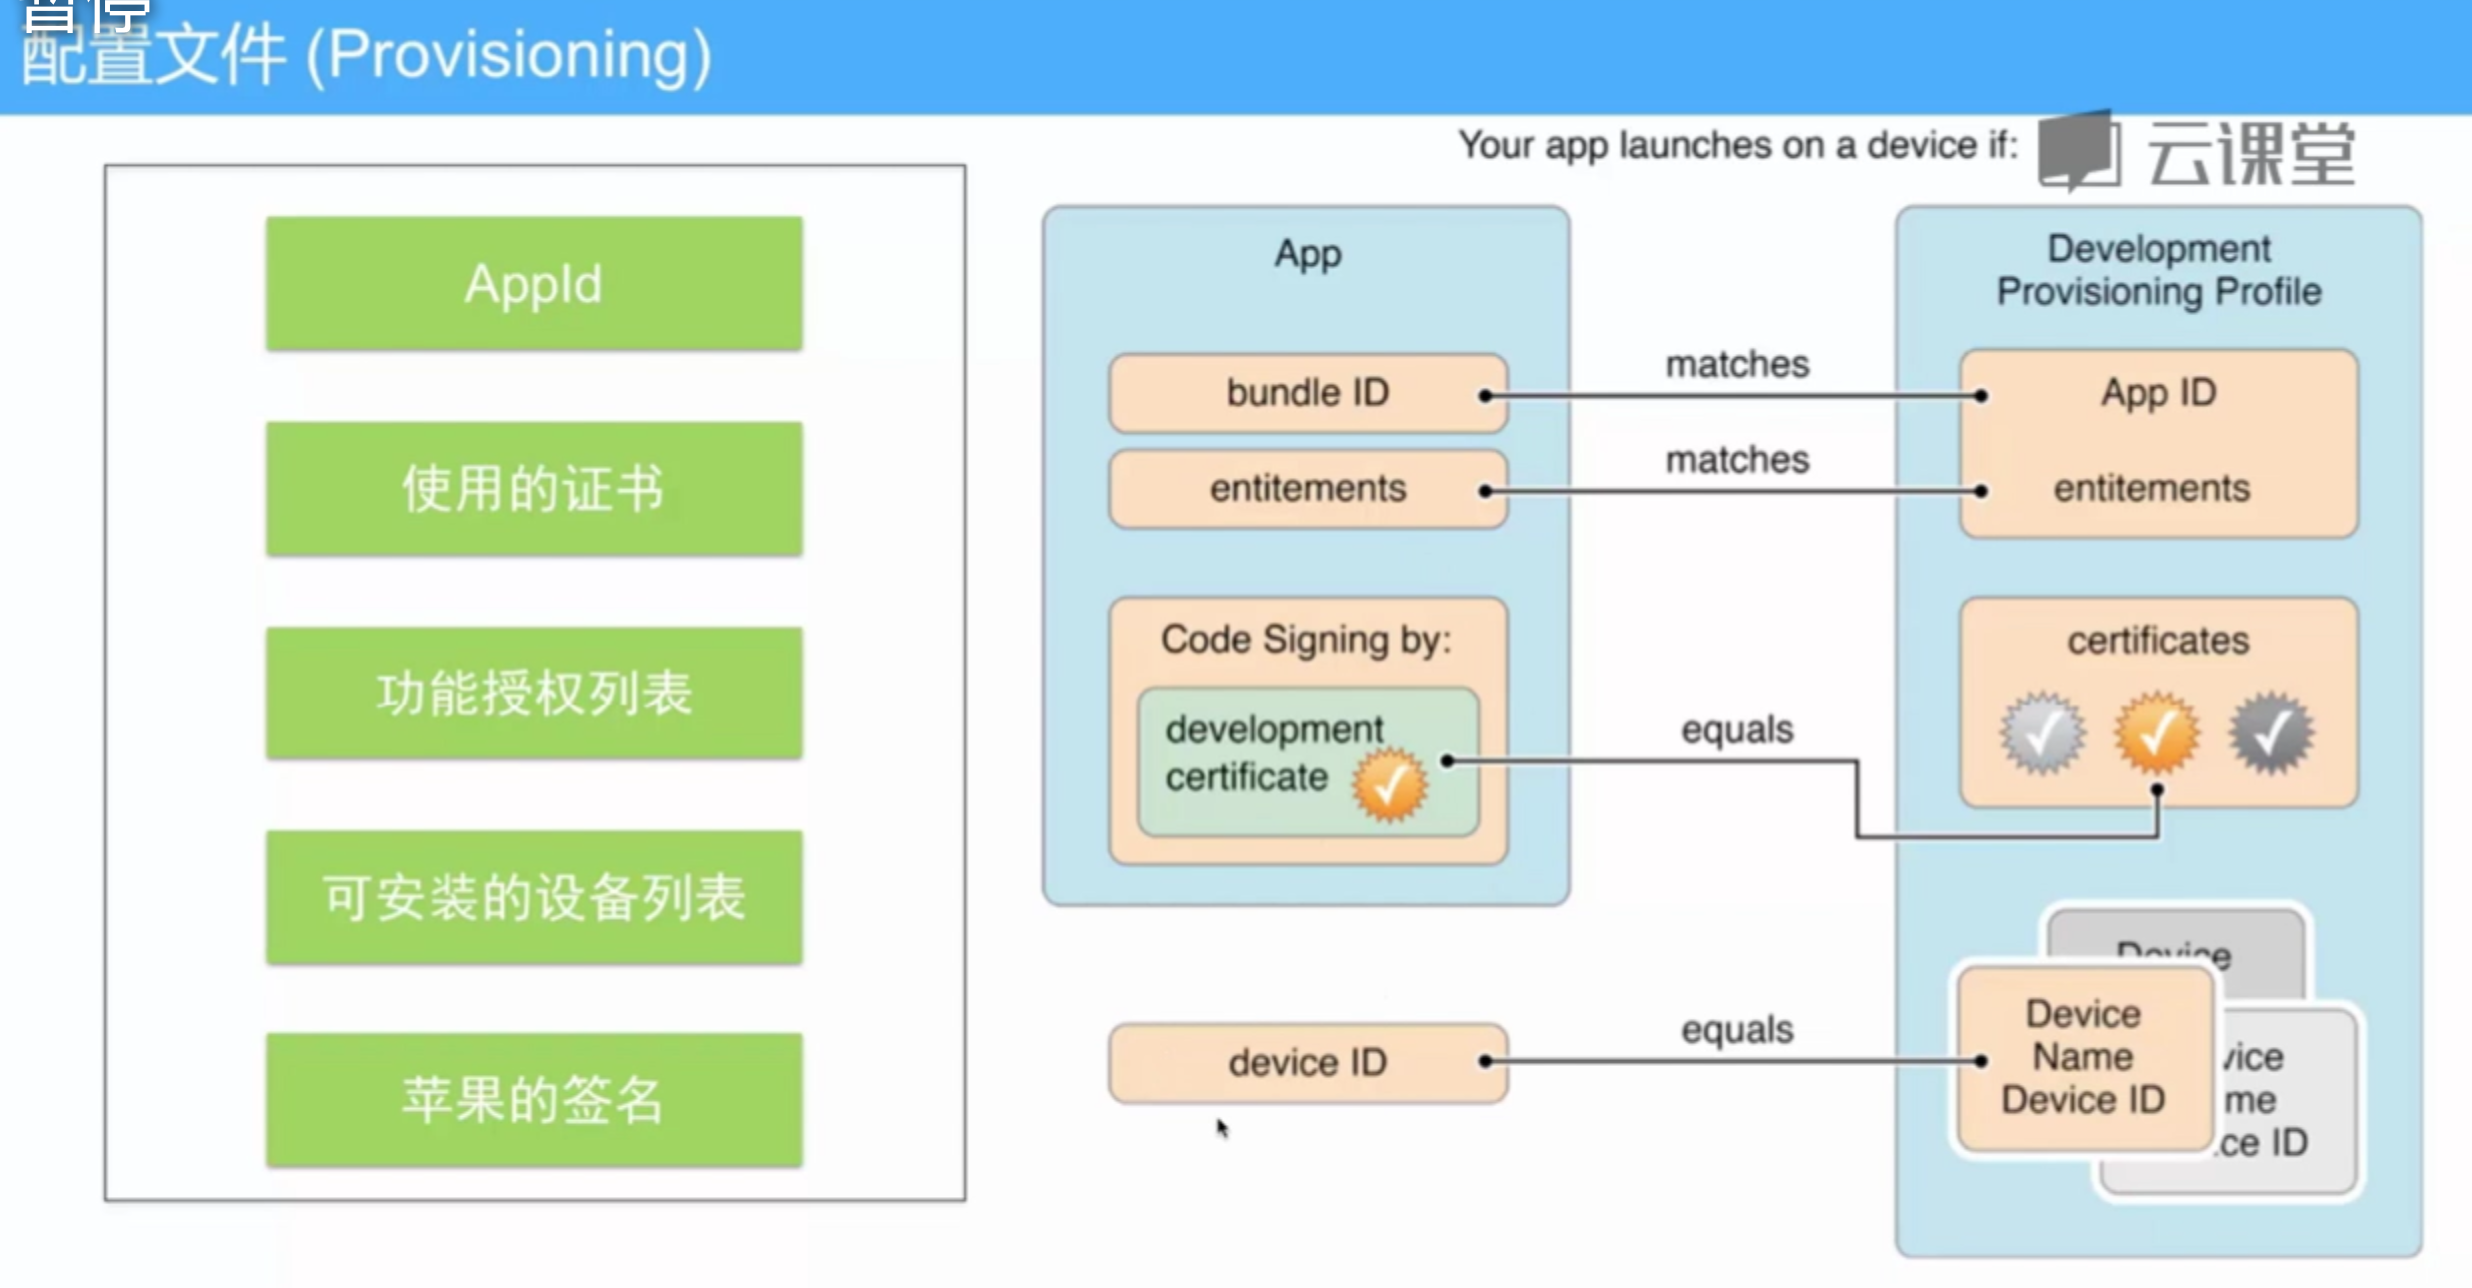 暂停
配置文件 (Provisioning)
Your app launches on a device if:
云课堂
AppId
使用的证书
功能授权列表
可安装的设备列表
苹果的签名
App
bundle ID
entitements
Code Signing by:
development
certificate
device ID
matches
matches
equals
equals
Development
Provisioning Profile
App ID
entitements
certificates
Device
Device
Name
Device ID
vice
me
ce ID